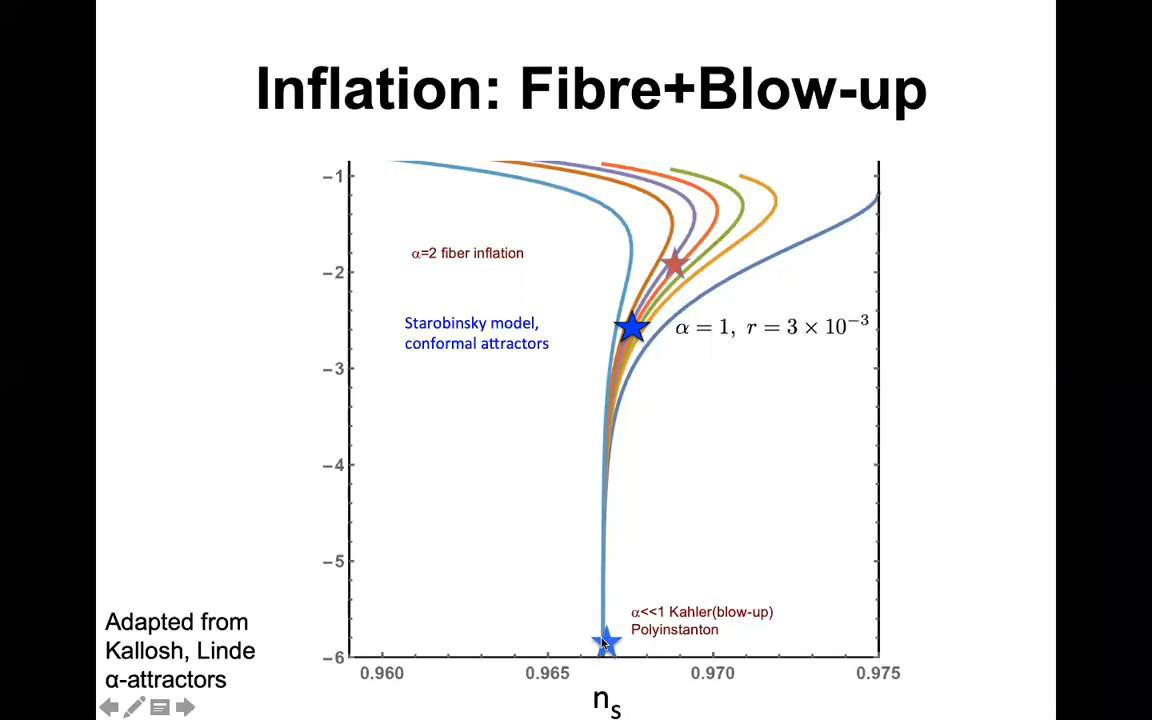 Inflation: Fibre+Blow-up
−1
α=2 fiber inflation
−2
Starobinsky model,
conformal attractors
α = 1, r = 3 × 10⁻³
−3
−4
−5
α<<1 Kahler(blow-up)
Polyinstanton
−6
0.960
0.965
0.970
0.975
nₛ
Adapted from
Kallosh, Linde
α-attractors